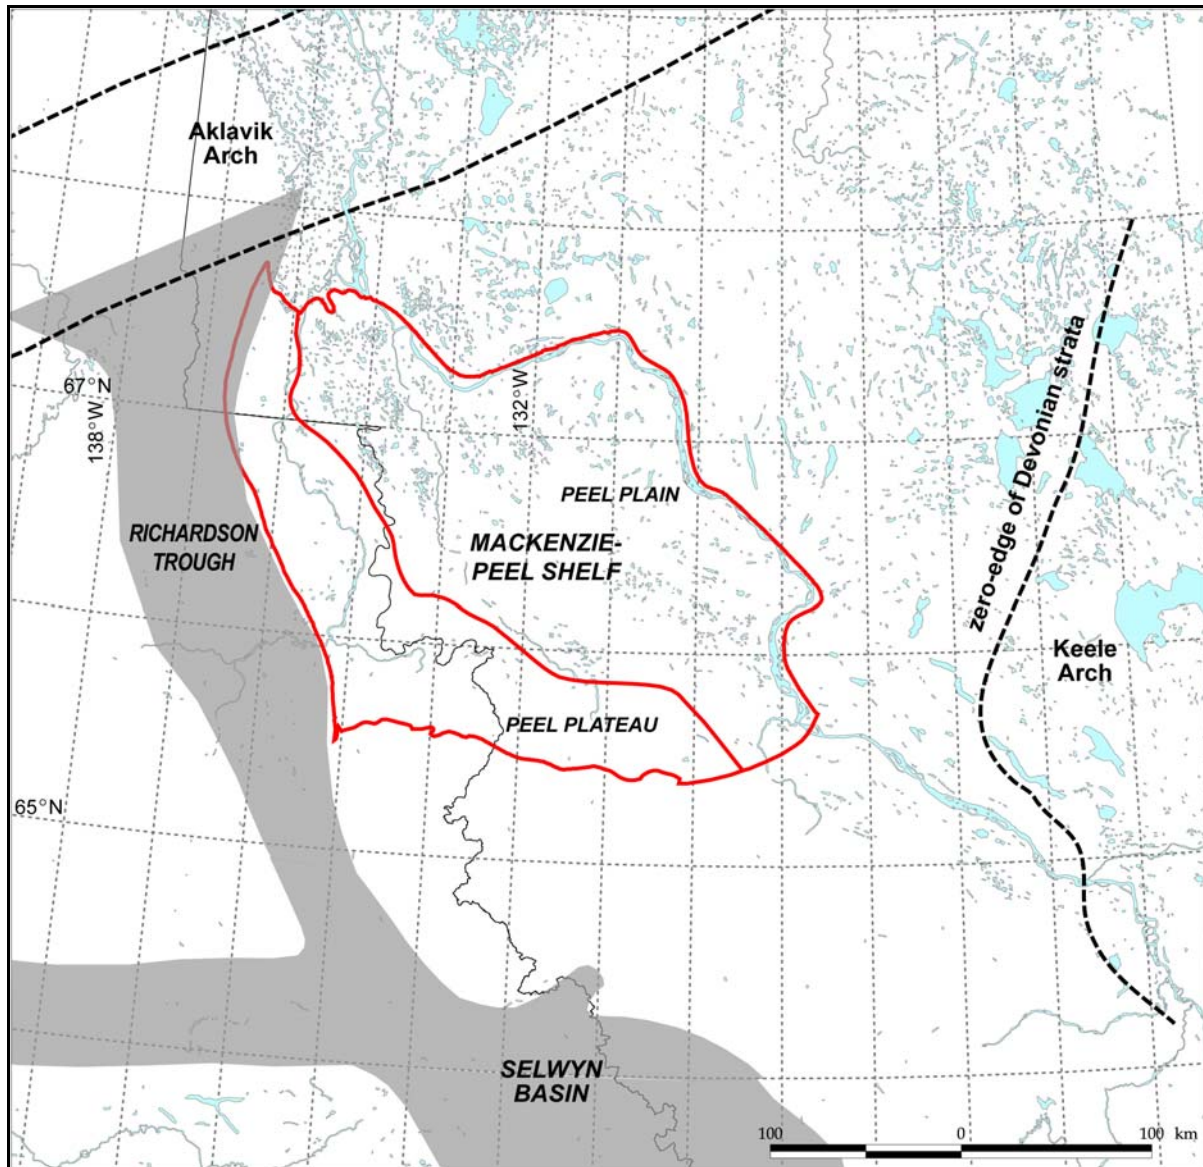 Aklavik
Arch
67°N
138°W
132°W
zero-edge of Devonian strata
PEEL PLAIN
RICHARDSON
TROUGH
MACKENZIE-
PEEL SHELF
Keele
Arch
PEEL PLATEAU
65°N
SELWYN
BASIN
100 0 100 km